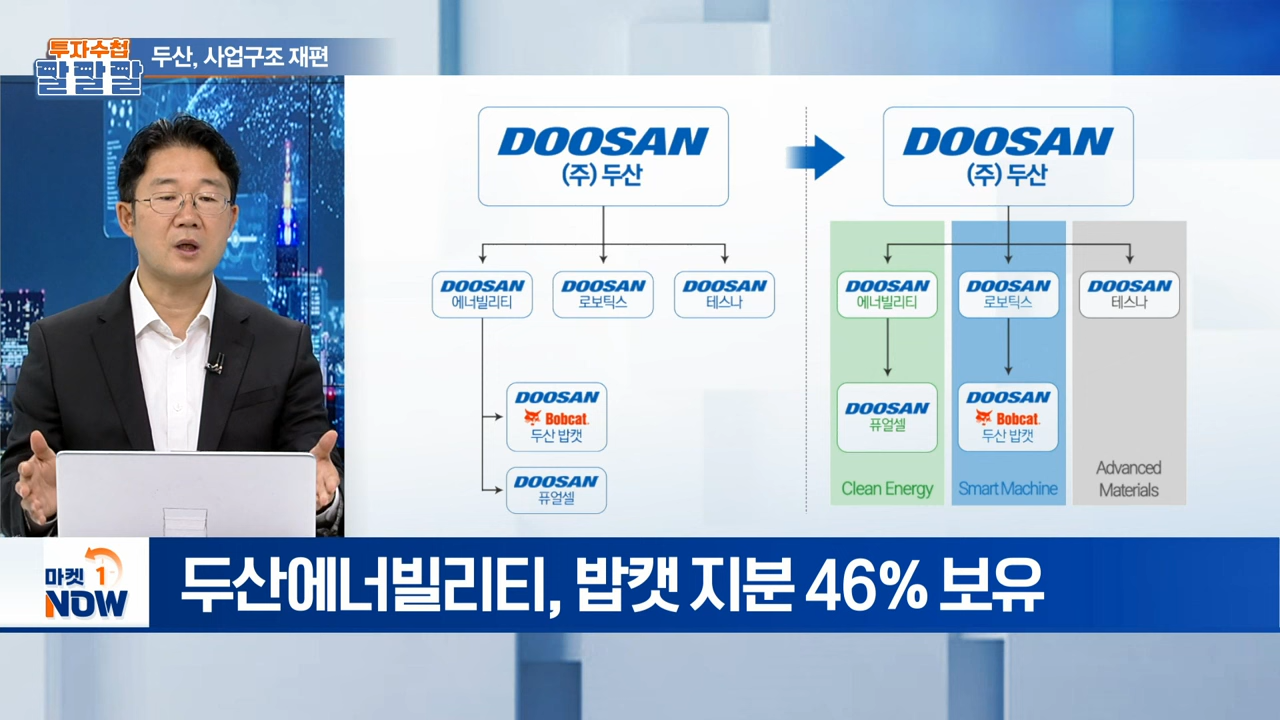 투자수첩
팔팔팔
두산, 사업구조 재편
DOOSAN
(주) 두산
DOOSAN
에너빌리티
DOOSAN
로보틱스
DOOSAN
테스나
DOOSAN
Bobcat
두산 밥캣
DOOSAN
퓨얼셀
DOOSAN
(주) 두산
DOOSAN
에너빌리티
DOOSAN
로보틱스
DOOSAN
테스나
DOOSAN
퓨얼셀
DOOSAN
Bobcat
두산 밥캣
Clean Energy
Smart Machine
Advanced
Materials
마켓 1
NOW
두산에너빌리티, 밥캣 지분 46% 보유